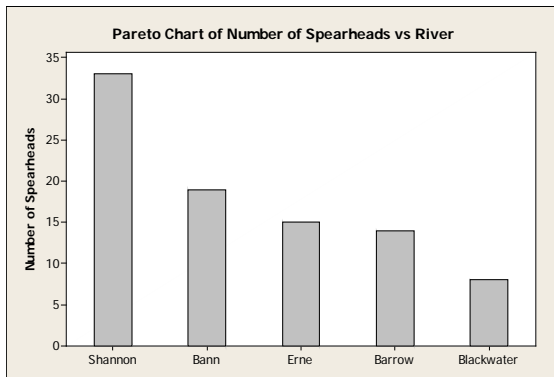 Pareto Chart of Number of Spearheads vs River
Number of Spearheads
35
30
25
20
15
10
5
0
Shannon Bann Erne Barrow Blackwater